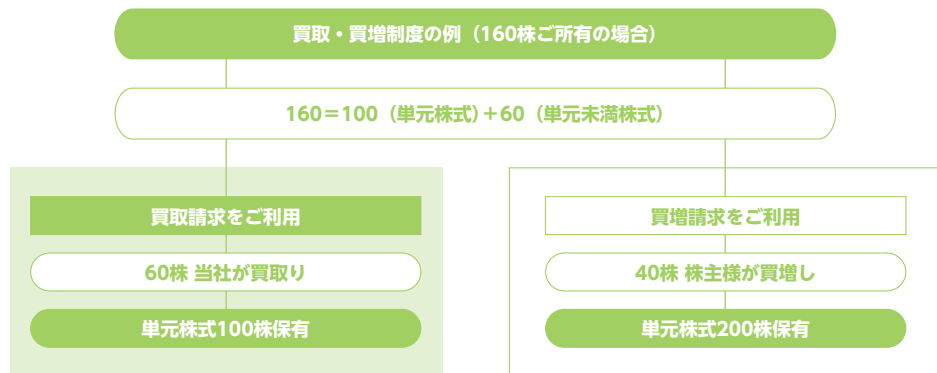 買取・買増制度の例（160株ご所有の場合）
160＝100（単元株式）＋60（単元未満株式）
買取請求をご利用
60株 当社が買取り
単元株式100株保有
買増請求をご利用
40株 株主様が買増し
単元株式200株保有